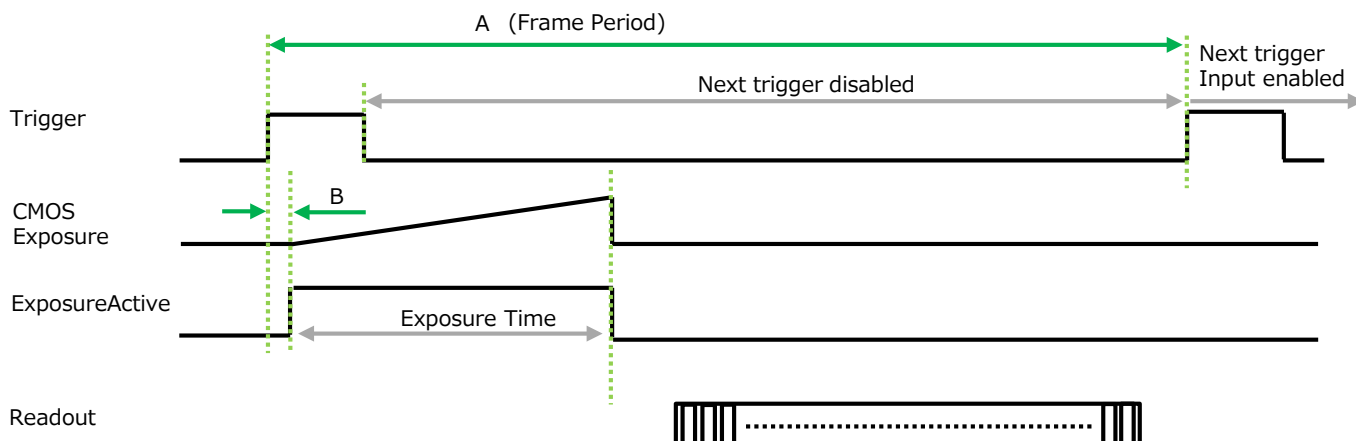 A (Frame Period)
Next trigger
Input enabled
Next trigger disabled
Trigger
B
CMOS
Exposure
ExposureActive
Exposure Time
Readout